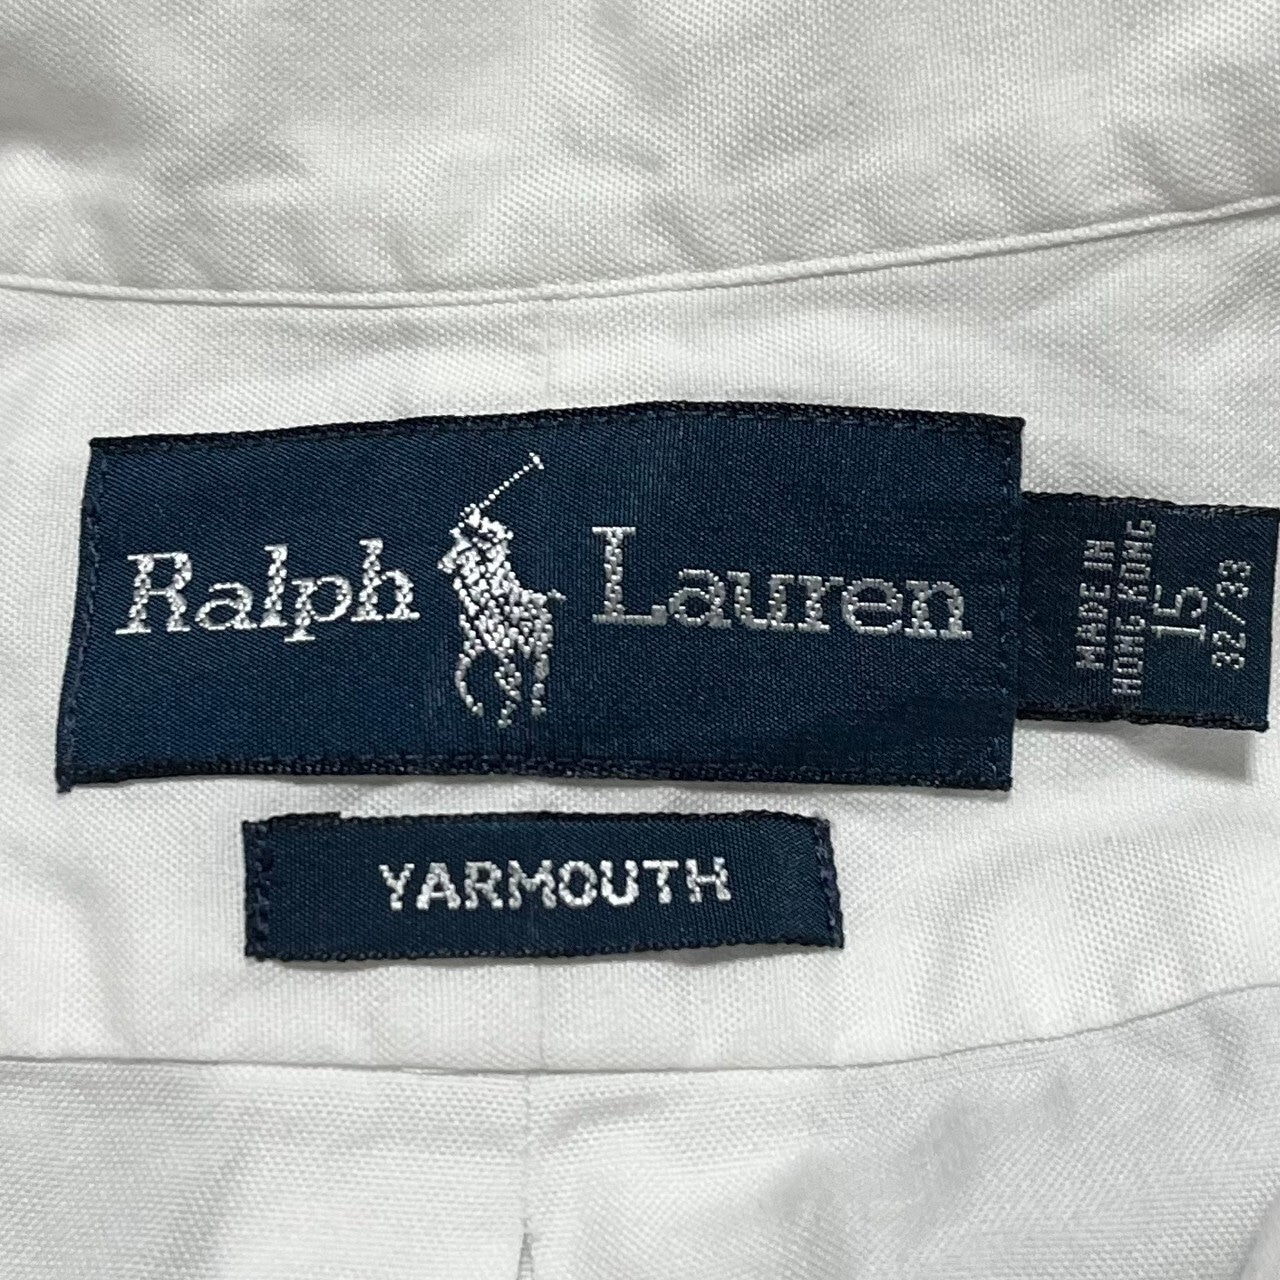 Ralph Lauren
MADE IN
HONG KONG
15
32/33
YARMOUTH